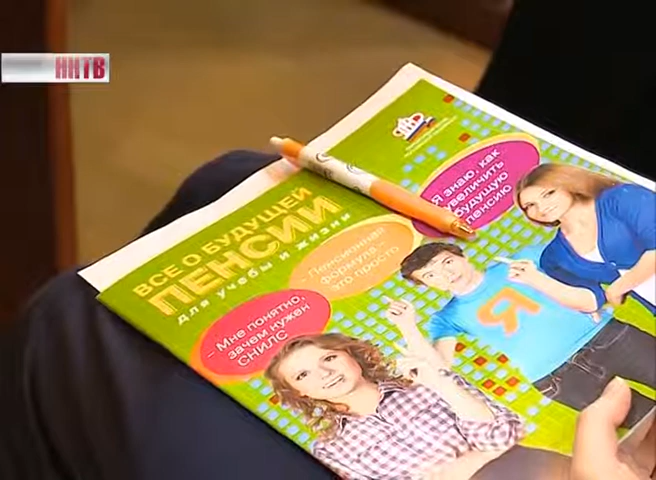 ННТВ
ВСЕ О БУДУЩЕЙ
ПЕНСИИ
для учебы и жизни
– Я знаю, как
увеличить
будущую
пенсию
– Пенсионная
формула –
это просто
– Мне понятно,
зачем нужен
СНИЛС
Я